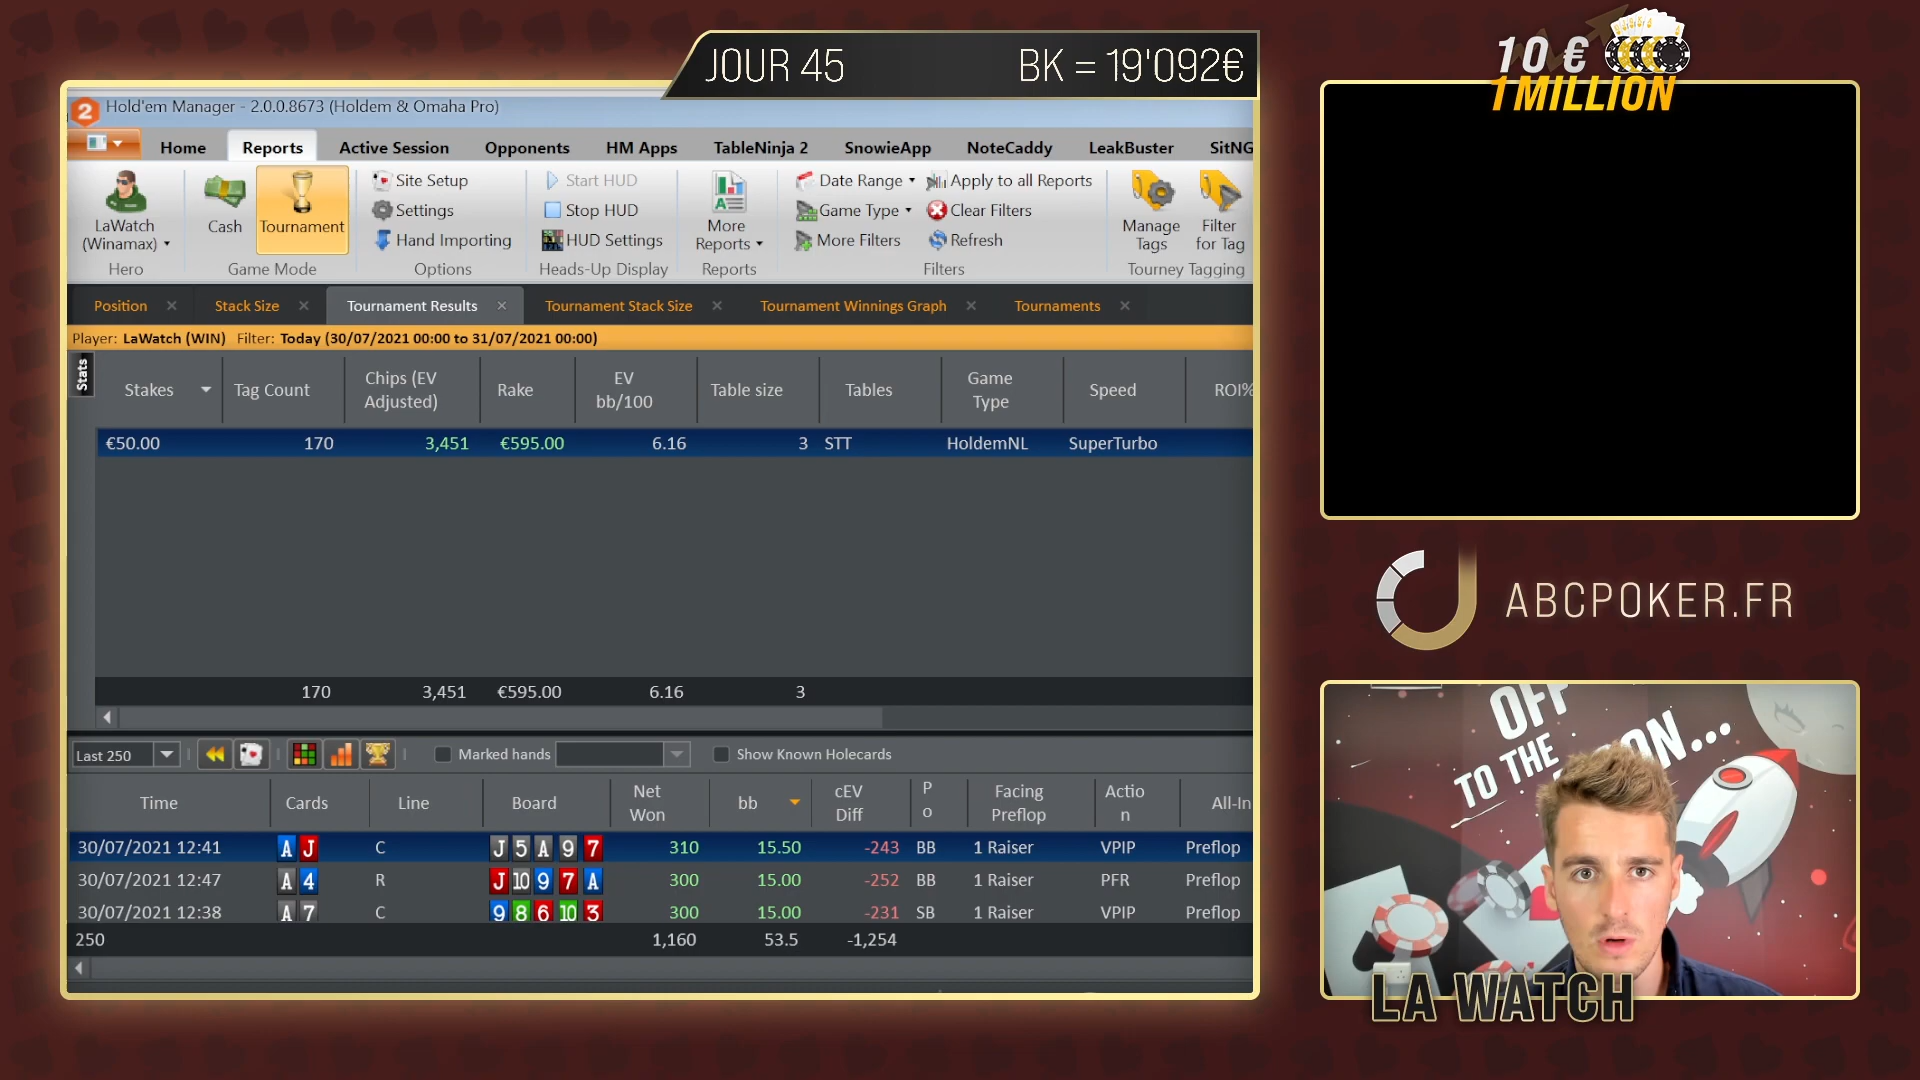 JOUR 45 BK = 19'092€
10 €
1 MILLION
2 Hold'em Manager - 2.0.0.8673 (Holdem & Omaha Pro)
Home Reports Active Session Opponents HM Apps TableNinja 2 SnowieApp NoteCaddy LeakBuster SitNG
LaWatch
(Winamax)
Hero
Cash
Tournament
Game Mode
Site Setup
Settings
Hand Importing
Options
Start HUD
Stop HUD
HUD Settings
Heads-Up Display
More
Reports
Reports
Date Range
Game Type
More Filters
Apply to all Reports
Clear Filters
Refresh
Filters
Manage
Tags
Filter
for Tag
Tourney Tagging
Position Stack Size Tournament Results Tournament Stack Size Tournament Winnings Graph Tournaments
Player: LaWatch (WIN) Filter: Today (30/07/2021 00:00 to 31/07/2021 00:00)
Stats
Stakes Tag Count Chips (EV Adjusted) Rake EV bb/100 Table size Tables Game Type Speed ROI%
€50.00 170 3,451 €595.00 6.16 3 STT HoldemNL SuperTurbo
170 3,451 €595.00 6.16 3
Last 250 Marked hands Show Known Holecards
Time Cards Line Board Net Won bb cEV Diff Po Facing Preflop Action All-In
30/07/2021 12:41 A J C J 5 A 9 7 310 15.50 -243 BB 1 Raiser VPIP Preflop
30/07/2021 12:47 A 4 R J 10 9 7 A 300 15.00 -252 BB 1 Raiser PFR Preflop
30/07/2021 12:38 A 7 C 9 8 6 10 3 300 15.00 -231 SB 1 Raiser VPIP Preflop
250 1,160 53.5 -1,254
ABCPOKER.FR
OFF
TO THE
LA WATCH